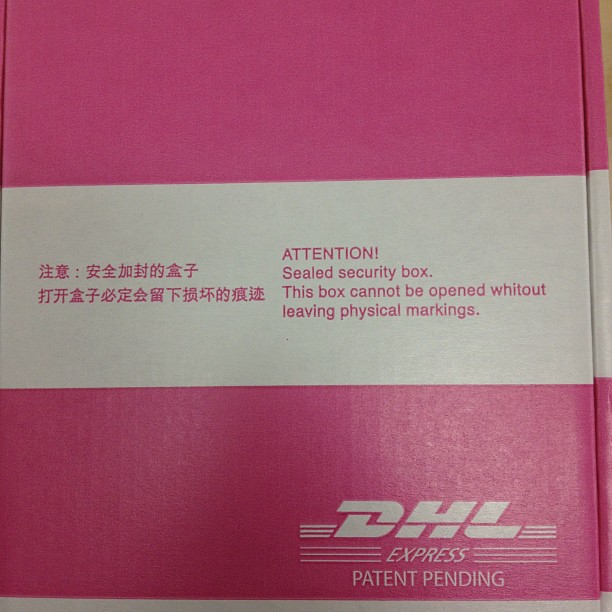 注意：安全加封的盒子
打开盒子必定会留下损坏的痕迹
ATTENTION!
Sealed security box.
This box cannot be opened whitout
leaving physical markings.
DHL
EXPRESS
PATENT PENDING